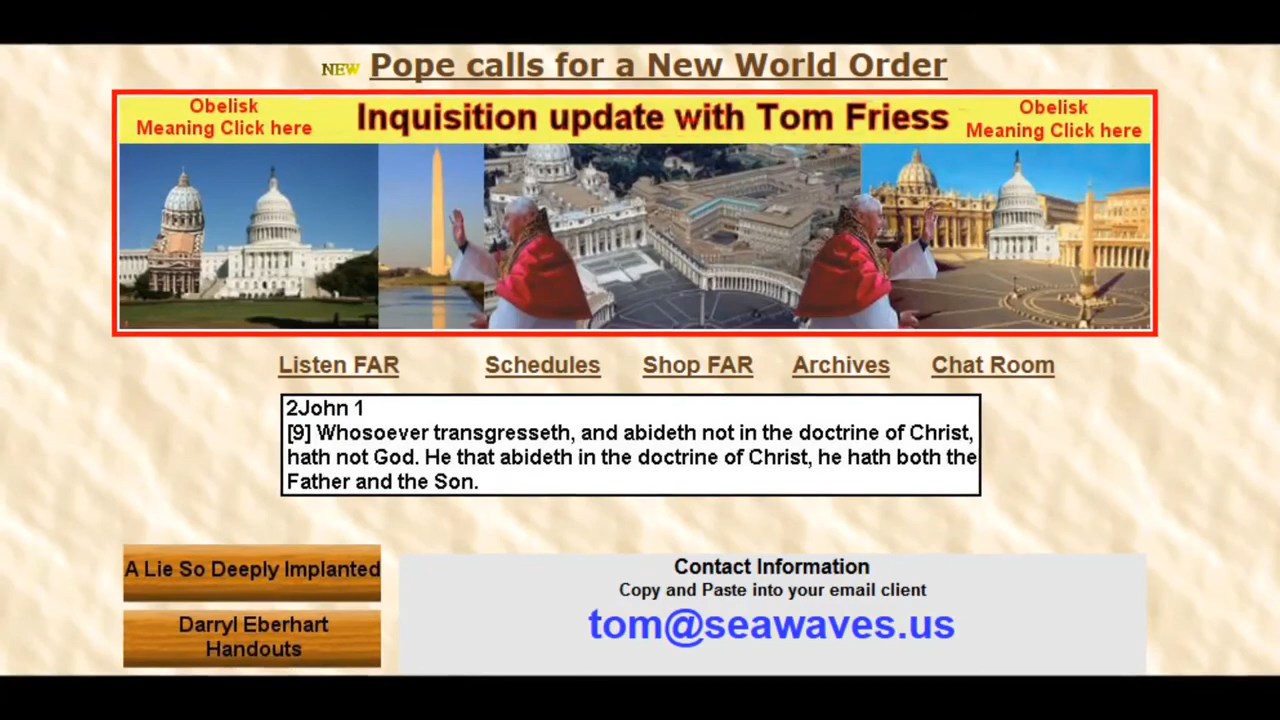 NEW Pope calls for a New World Order
Obelisk
Meaning Click here
Inquisition update with Tom Friess
Obelisk
Meaning Click here
Listen FAR Schedules Shop FAR Archives Chat Room
2John 1
[9] Whosoever transgresseth, and abideth not in the doctrine of Christ,
hath not God. He that abideth in the doctrine of Christ, he hath both the
Father and the Son.
A Lie So Deeply Implanted
Darryl Eberhart
Handouts
Contact Information
Copy and Paste into your email client
tom@seawaves.us